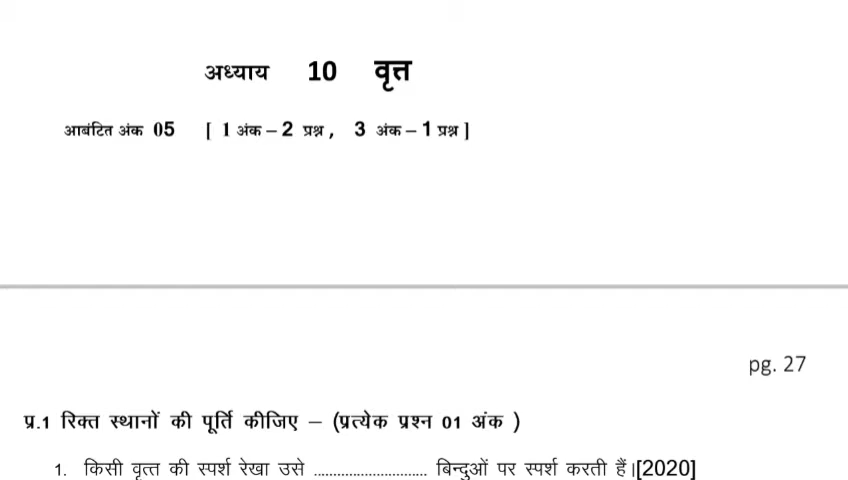 अध्याय 10 वृत्त
आबंटित अंक 05 [ 1 अंक – 2 प्रश्न , 3 अंक – 1 प्रश्न ]
pg. 27
प्र.1 रिक्त स्थानों की पूर्ति कीजिए – (प्रत्येक प्रश्न 01 अंक )
1. किसी वृत्त की स्पर्श रेखा उसे ............................. बिन्दुओं पर स्पर्श करती हैं।[2020]